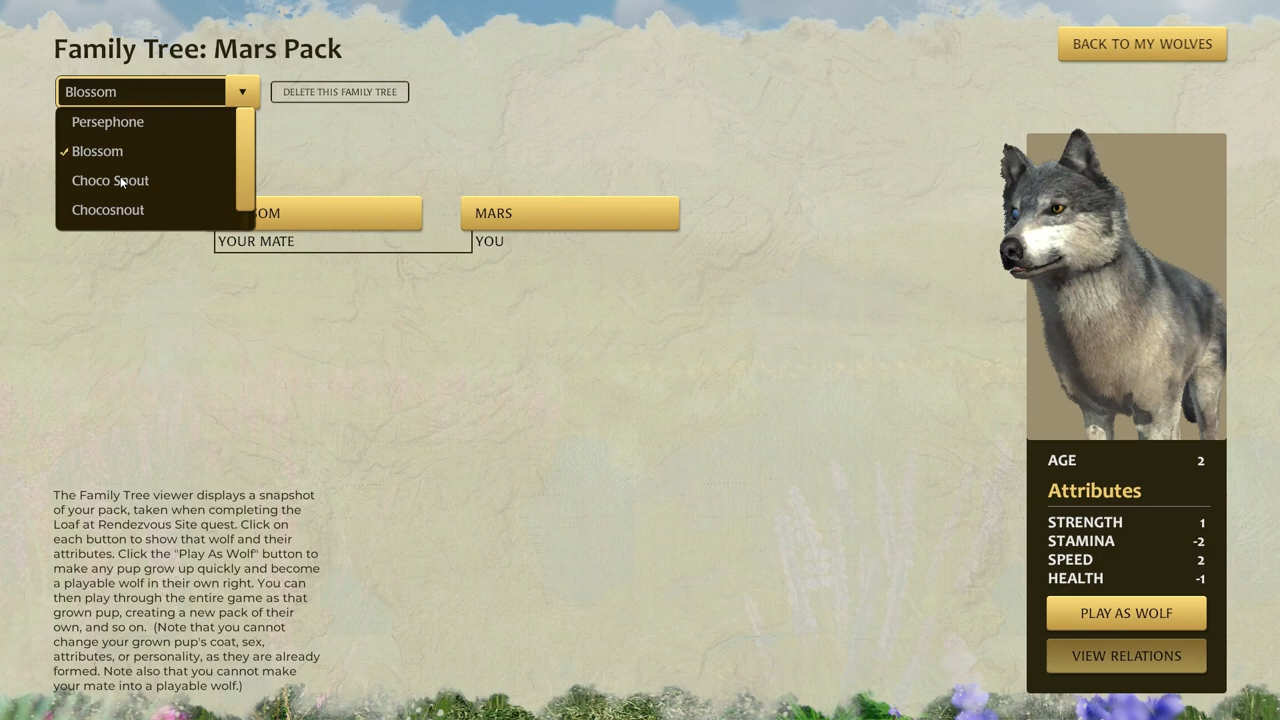 Family Tree: Mars Pack
BACK TO MY WOLVES
Blossom
DELETE THIS FAMILY TREE
Persephone
Blossom
Choco Snout
Chocosnout
MARS
YOUR MATE
YOU
The Family Tree viewer displays a snapshot
of your pack, taken when completing the
Loaf at Rendezvous Site quest. Click on
each button to show that wolf and their
attributes. Click the "Play As Wolf" button to
make any pup grow up quickly and become
a playable wolf in their own right. You can
then play through the entire game as that
grown pup, creating a new pack of their
own, and so on.  (Note that you cannot
change your grown pup's coat, sex,
attributes, or personality, as they are already
formed. Note also that you cannot make
your mate into a playable wolf.)
AGE 2
Attributes
STRENGTH 1
STAMINA -2
SPEED 2
HEALTH -1
PLAY AS WOLF
VIEW RELATIONS